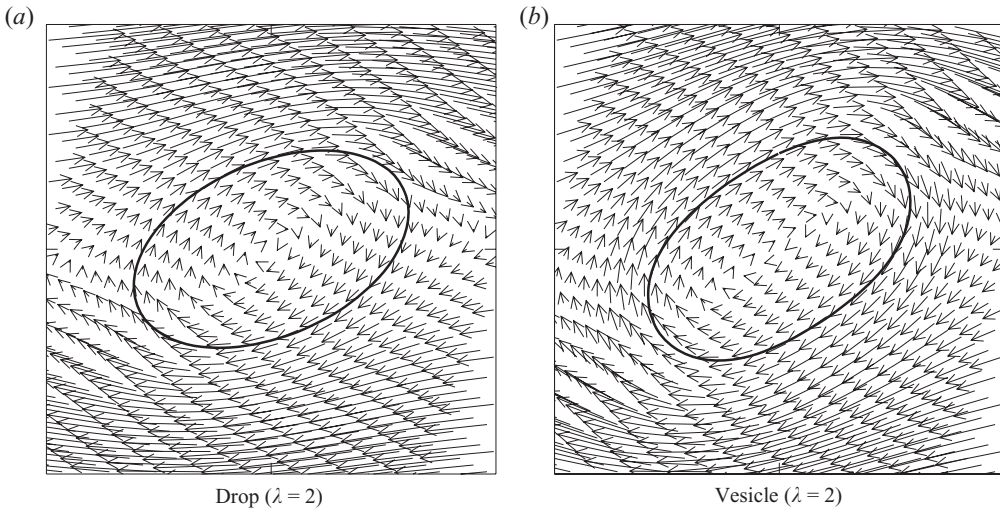 (a)
(b)
Drop (λ = 2)
Vesicle (λ = 2)